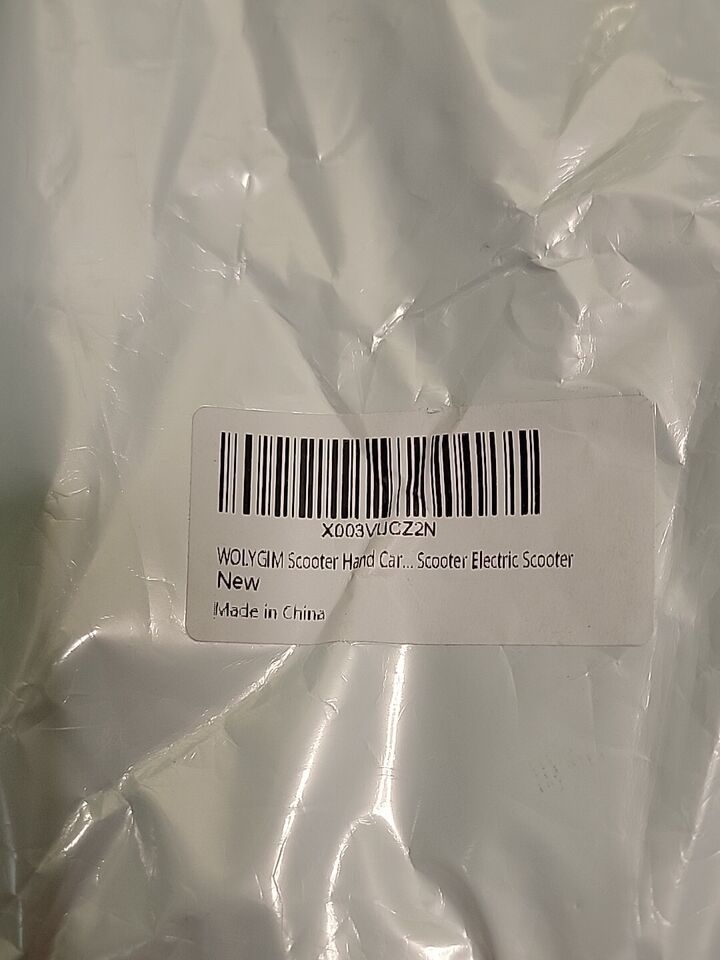 X003VUCZ2N
WOLYGIM Scooter Hand Car... Scooter Electric Scooter
New
Made in China